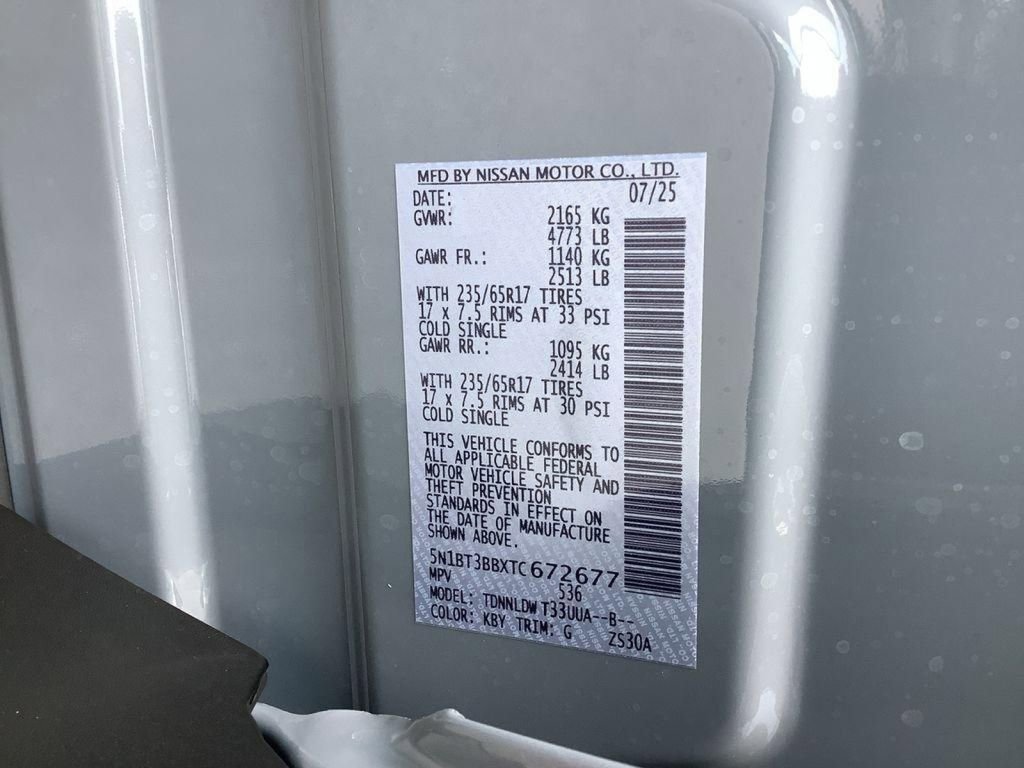 MFD BY NISSAN MOTOR CO., LTD.
DATE: 07/25
GVWR: 2165 KG
4773 LB
GAWR FR.: 1140 KG
2513 LB
WITH 235/65R17 TIRES
17 x 7.5 RIMS AT 33 PSI
COLD SINGLE
GAWR RR.: 1095 KG
2414 LB
WITH 235/65R17 TIRES
17 x 7.5 RIMS AT 30 PSI
COLD SINGLE
THIS VEHICLE CONFORMS TO
ALL APPLICABLE FEDERAL
MOTOR VEHICLE SAFETY AND
THEFT PREVENTION
STANDARDS IN EFFECT ON
THE DATE OF MANUFACTURE
SHOWN ABOVE.
5N1BT3BBXTC672677
MPV 536
MODEL: TDNNLDW T33UUA--B--
COLOR: KBY TRIM: G 2S30A